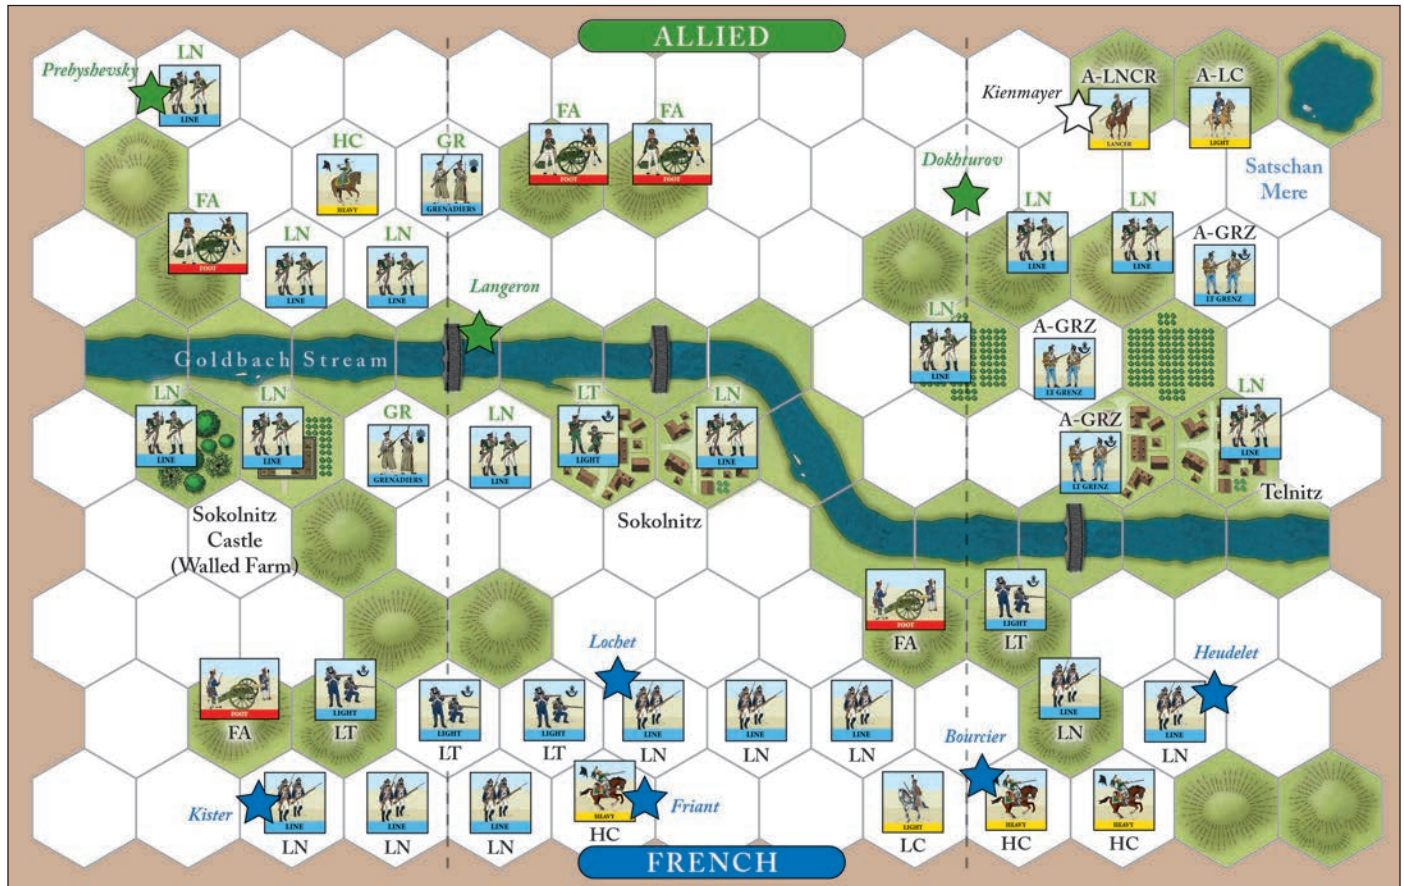 ALLIED
LN
Prebyshevsky
LINE
Kienmayer
A-LNCR
LANCER
A-LC
LIGHT
HC
HEAVY
GR
GRENADIERS
FA
FOOT
FA
FOOT
Dokhturov
Satschan
Mere
FA
FOOT
LN
LINE
LN
LINE
LN
LINE
LN
LINE
A-GRZ
LT GRENZ
Langeron
LN
LINE
A-GRZ
LT GRENZ
Goldbach Stream
LN
LINE
LN
LINE
GR
GRENADIERS
LN
LINE
LT
LIGHT
LN
LINE
A-GRZ
LT GRENZ
LN
LINE
Telnitz
Sokolnitz
Castle
(Walled Farm)
Sokolnitz
FOOT
FA
LIGHT
LT
Lochet
Heudelet
FOOT
FA
LIGHT
LT
LIGHT
LT
LIGHT
LT
LINE
LN
LINE
LN
LINE
LN
LINE
LN
LINE
LN
Bourcier
Kister
LINE
LN
LINE
LN
LINE
LN
HEAVY
HC
Friant
LIGHT
LC
HEAVY
HC
HEAVY
HC
FRENCH